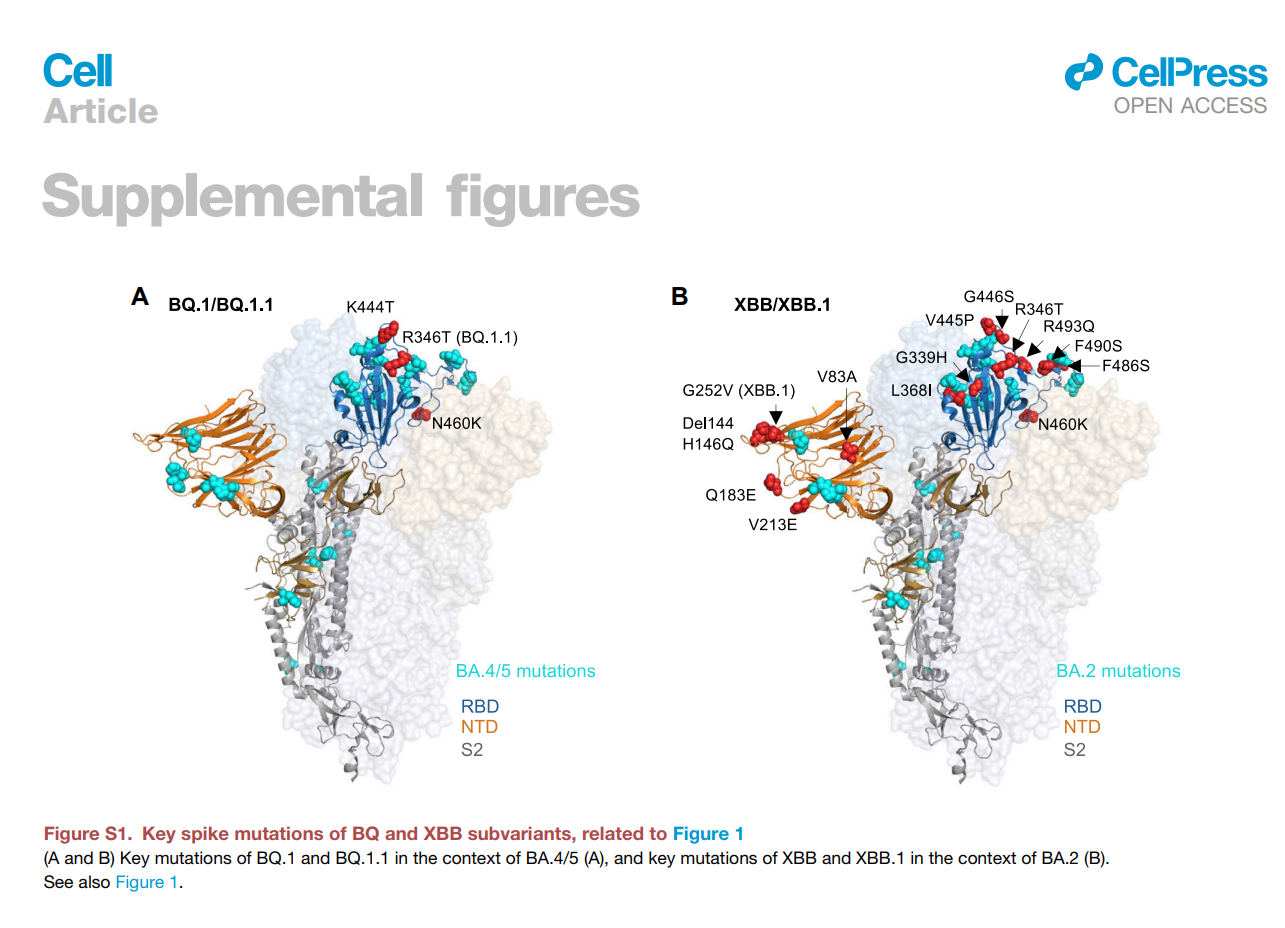 Cell
Article
CellPress
OPEN ACCESS
Supplemental figures
A
BQ.1/BQ.1.1
K444T
R346T (BQ.1.1)
N460K
BA.4/5 mutations
RBD
NTD
S2
B
XBB/XBB.1
G446S
R346T
V445P
R493Q
F490S
G339H
F486S
V83A
L368I
G252V (XBB.1)
Del144
H146Q
N460K
Q183E
V213E
BA.2 mutations
RBD
NTD
S2
Figure S1. Key spike mutations of BQ and XBB subvariants, related to Figure 1
(A and B) Key mutations of BQ.1 and BQ.1.1 in the context of BA.4/5 (A), and key mutations of XBB and XBB.1 in the context of BA.2 (B).
See also Figure 1.